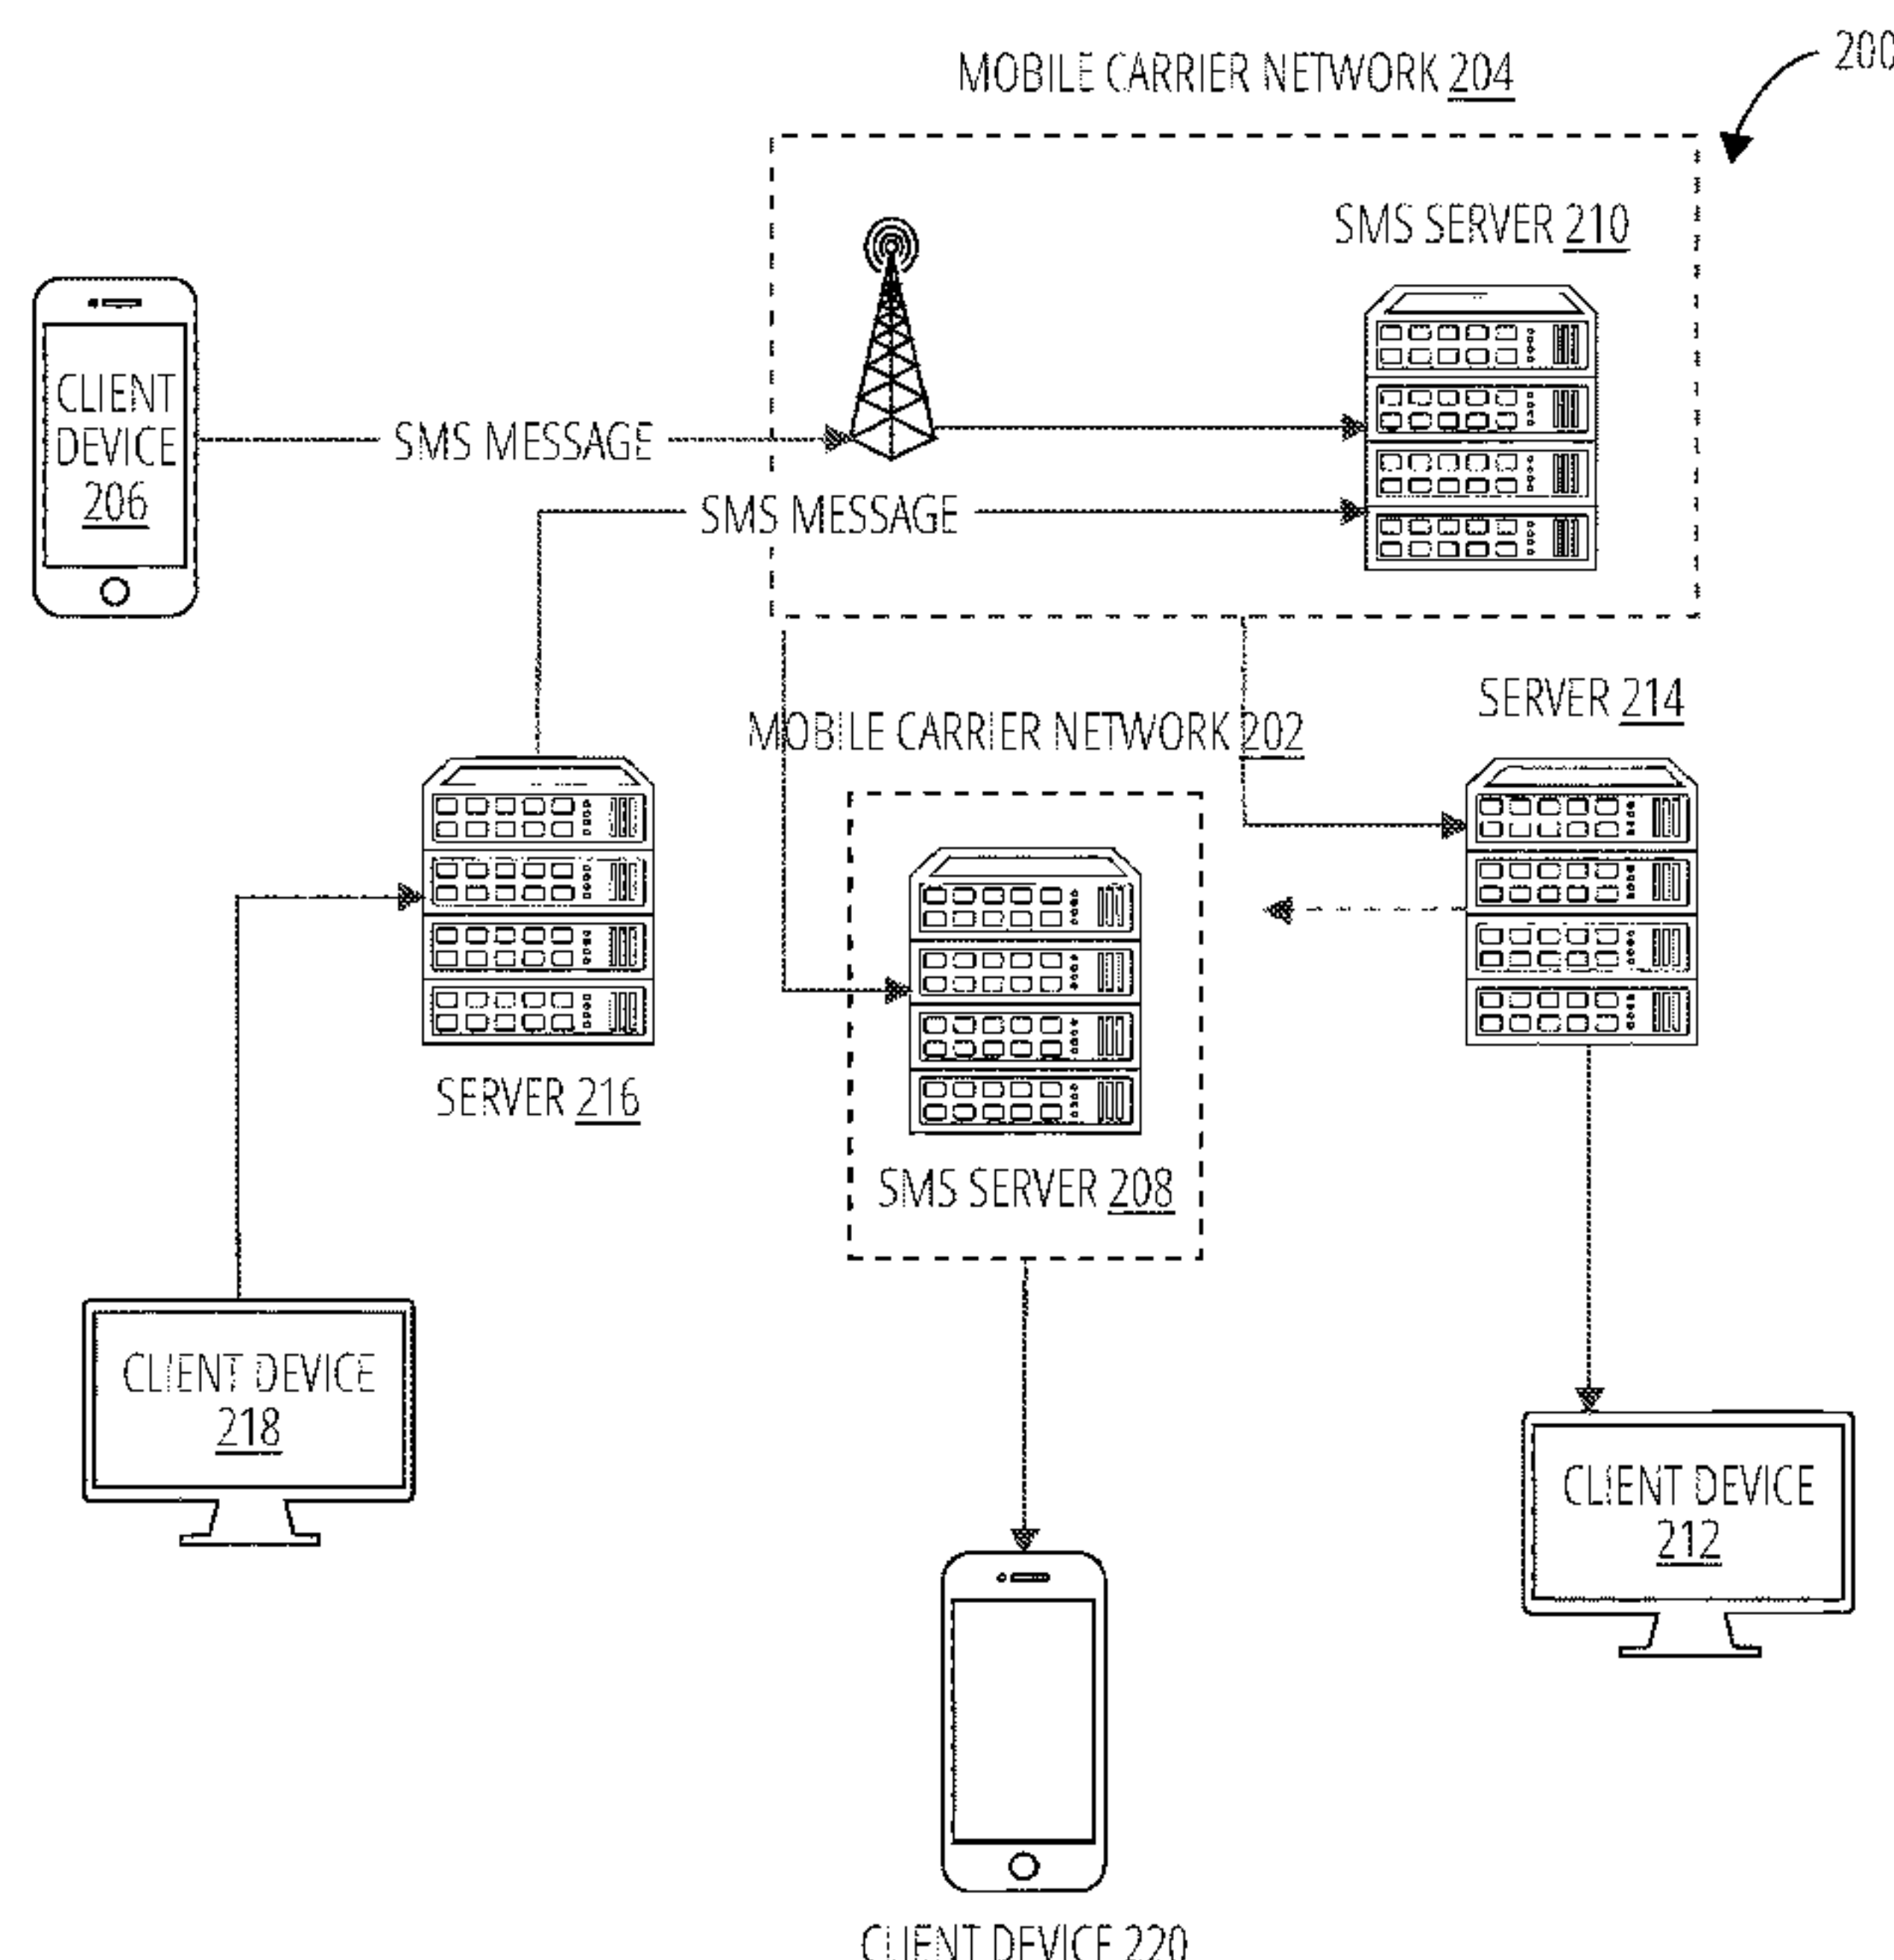 200
MOBILE CARRIER NETWORK 204
SMS SERVER 210
CLIENT
DEVICE
206
SMS MESSAGE
SMS MESSAGE
SERVER 214
MOBILE CARRIER NETWORK 202
SERVER 216
SMS SERVER 208
CLIENT DEVICE
218
CLIENT DEVICE
212
CLIENT DEVICE 220